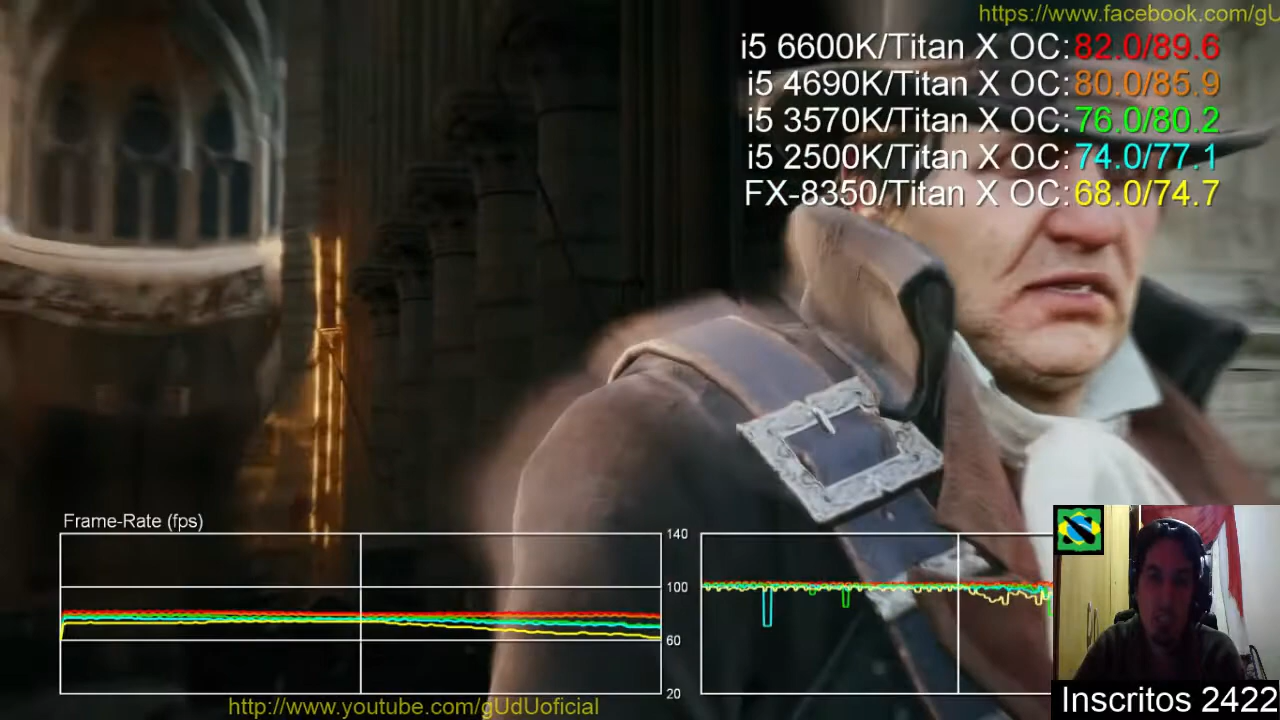 https://www.facebook.com/gU
i5 6600K/Titan X OC:82.0/89.6
i5 4690K/Titan X OC:80.0/85.9
i5 3570K/Titan X OC:76.0/80.2
i5 2500K/Titan X OC:74.0/77.1
FX-8350/Titan X OC:68.0/74.7
Frame-Rate (fps)
140
100
60
20
http://www.youtube.com/gUdUoficial
Inscritos 2422